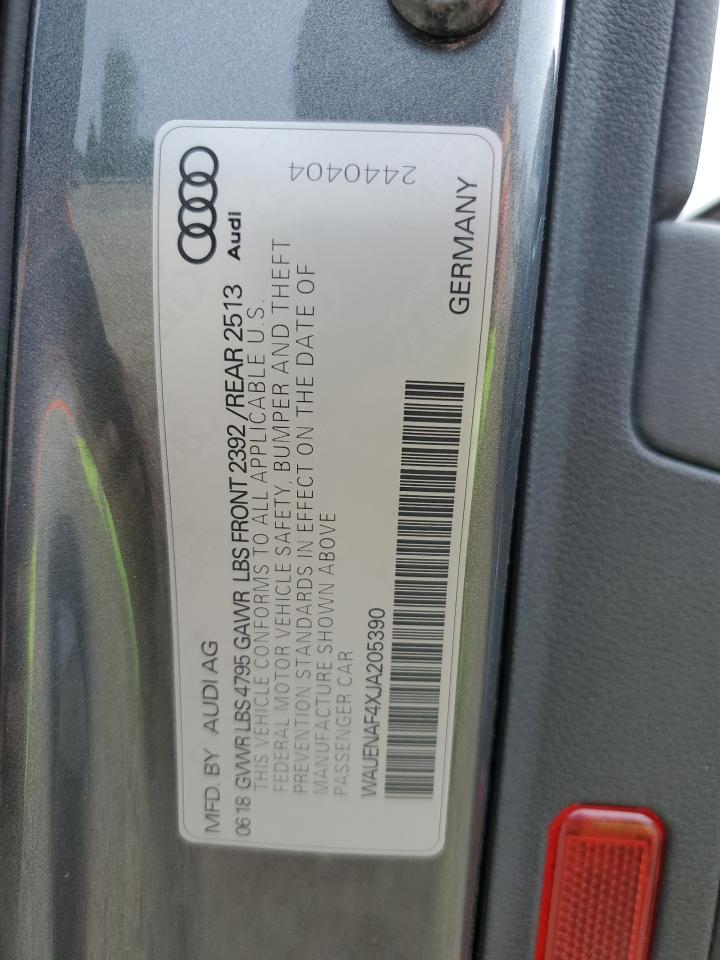 MFD. BY AUDI AG
Audi
06 18 GVWR LBS 4795 GAWR LBS FRONT 2392 / REAR 2513
THIS VEHICLE CONFORMS TO ALL APPLICABLE U.S.
FEDERAL MOTOR VEHICLE SAFETY, BUMPER AND THEFT
PREVENTION STANDARDS IN EFFECT ON THE DATE OF
MANUFACTURE SHOWN ABOVE
PASSENGER CAR
2440404
WAUENAF4XJA205390
GERMANY